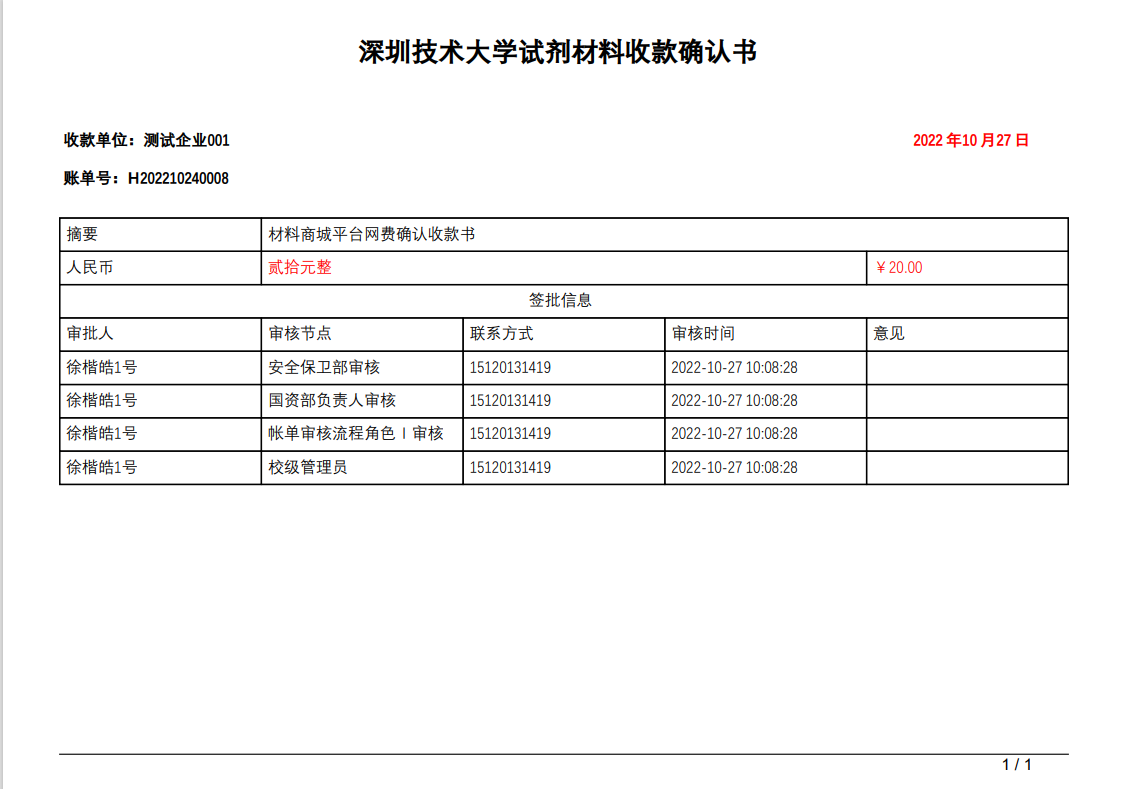 深圳技术大学试剂材料收款确认书
收款单位：测试企业001 2022 年10 月27 日
账单号：H202210240008
摘要 材料商城平台网费确认收款书
人民币 贰拾元整 ￥20.00
签批信息
审批人 审核节点 联系方式 审核时间 意见
徐楷皓1号 安全保卫部审核 15120131419 2022-10-27 10:08:28
徐楷皓1号 国资部负责人审核 15120131419 2022-10-27 10:08:28
徐楷皓1号 帐单审核流程角色Ⅰ审核 15120131419 2022-10-27 10:08:28
徐楷皓1号 校级管理员 15120131419 2022-10-27 10:08:28
1 / 1